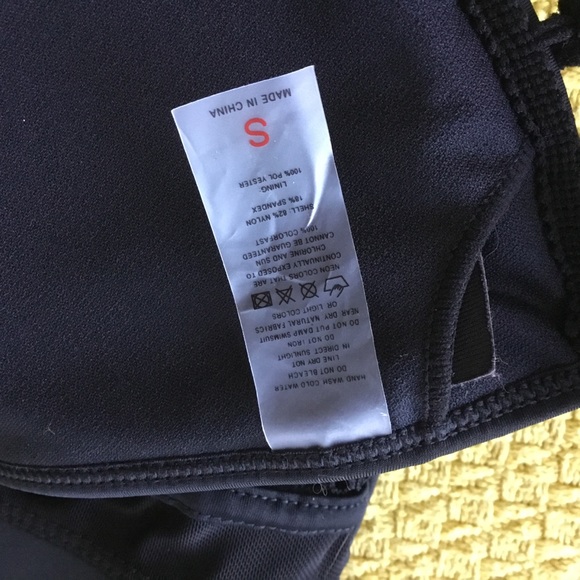 HAND WASH COLD WATER
DO NOT BLEACH
LINE DRY
IN DIRECT SUNLIGHT
DO NOT IRON
DO NOT PUT DAMP SWIMSUIT
NEAR DRY NATURAL FABRICS
OR LIGHT COLORS
NEON COLORS THAT ARE
CONTINUALLY EXPOSED TO
CHLORINE AND SUN
CANNOT BE GUARANTEED
100% COLORFAST
SHELL: 82% NYLON
18% SPANDEX
LINING
100% POLYESTER
S
MADE IN CHINA